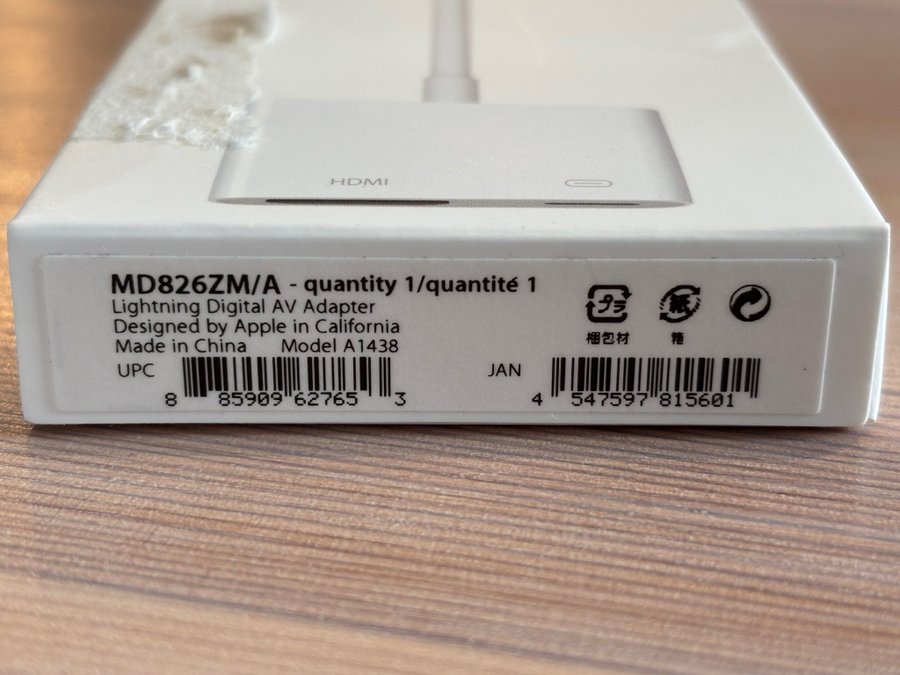 HDMI
MD826ZM/A - quantity 1/quantité 1
Lightning Digital AV Adapter
Designed by Apple in California
Made in China Model A1438
プラ
紙
梱包材
箱
UPC
8 85909 62765 3
JAN
4 547597 815601